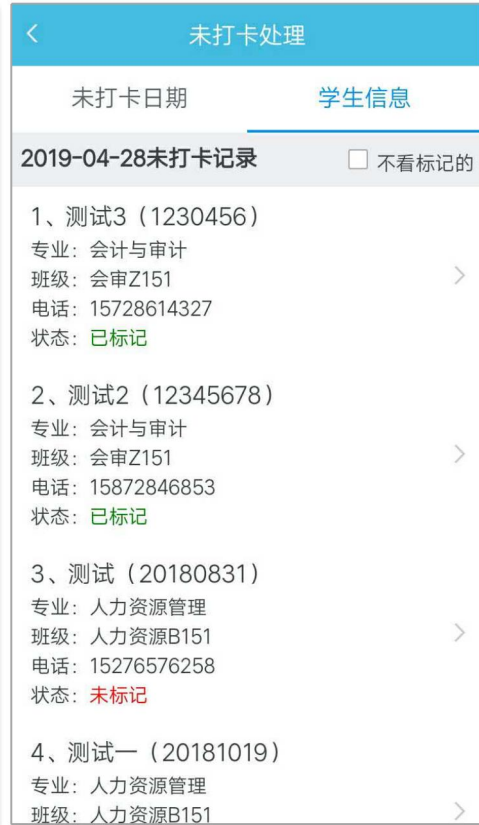 未打卡处理
未打卡日期 学生信息
2019-04-28未打卡记录 不看标记的
1、测试3（1230456）
专业：会计与审计
班级：会审Z151
电话：15728614327
状态：已标记
2、测试2（12345678）
专业：会计与审计
班级：会审Z151
电话：15872846853
状态：已标记
3、测试（20180831）
专业：人力资源管理
班级：人力资源B151
电话：15276576258
状态：未标记
4、测试一（20181019）
专业：人力资源管理
班级：人力资源B151